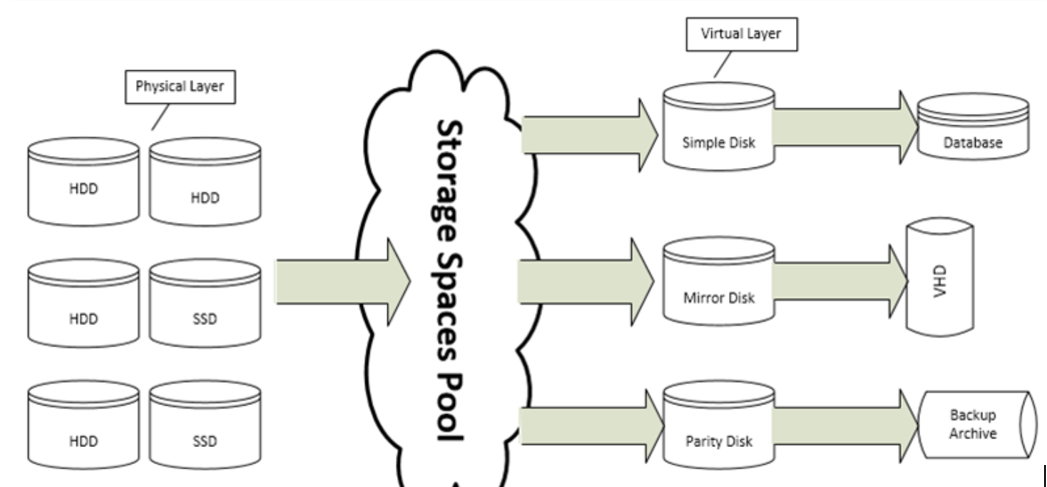 Physical Layer
HDD
HDD
HDD
SSD
HDD
SSD
Storage Spaces Pool
Virtual Layer
Simple Disk
Database
Mirror Disk
VHD
Parity Disk
Backup
Archive